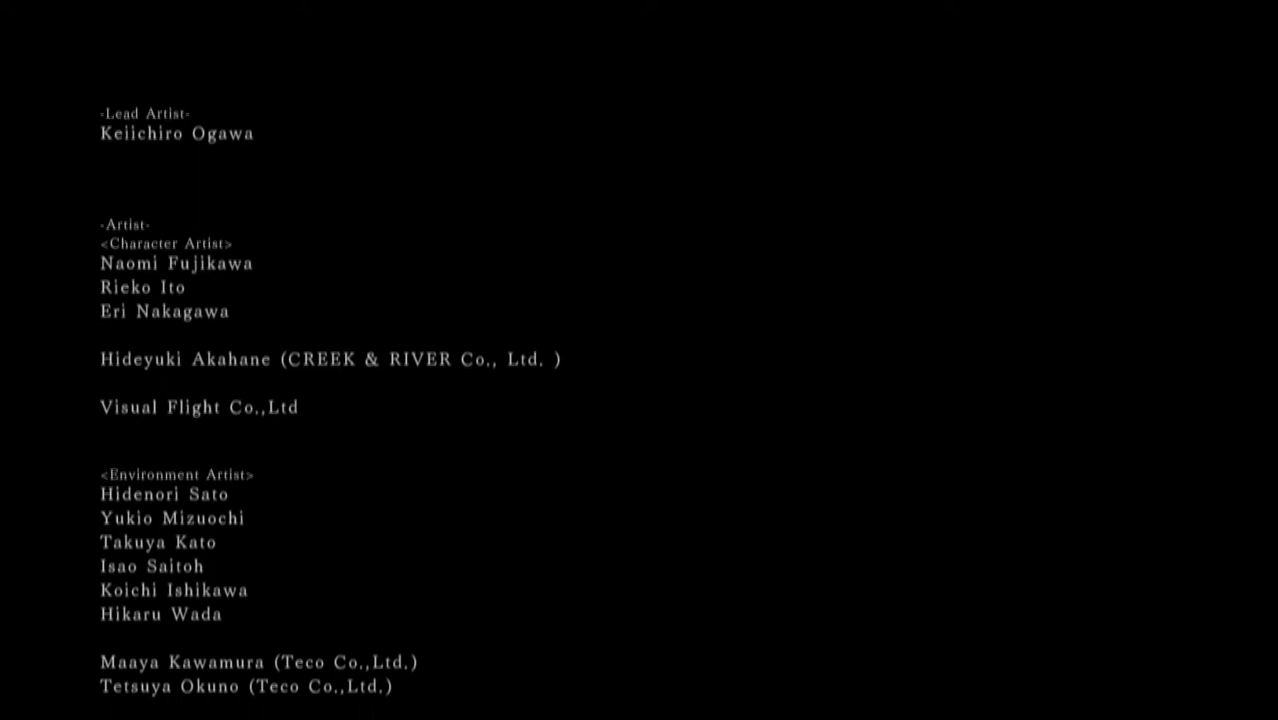 -Lead Artist-
Keiichiro Ogawa
-Artist-
<Character Artist>
Naomi Fujikawa
Rieko Ito
Eri Nakagawa
Hideyuki Akahane (CREEK & RIVER Co., Ltd. )
Visual Flight Co.,Ltd
<Environment Artist>
Hidenori Sato
Yukio Mizuochi
Takuya Kato
Isao Saitoh
Koichi Ishikawa
Hikaru Wada
Maaya Kawamura (Teco Co.,Ltd.)
Tetsuya Okuno (Teco Co.,Ltd.)